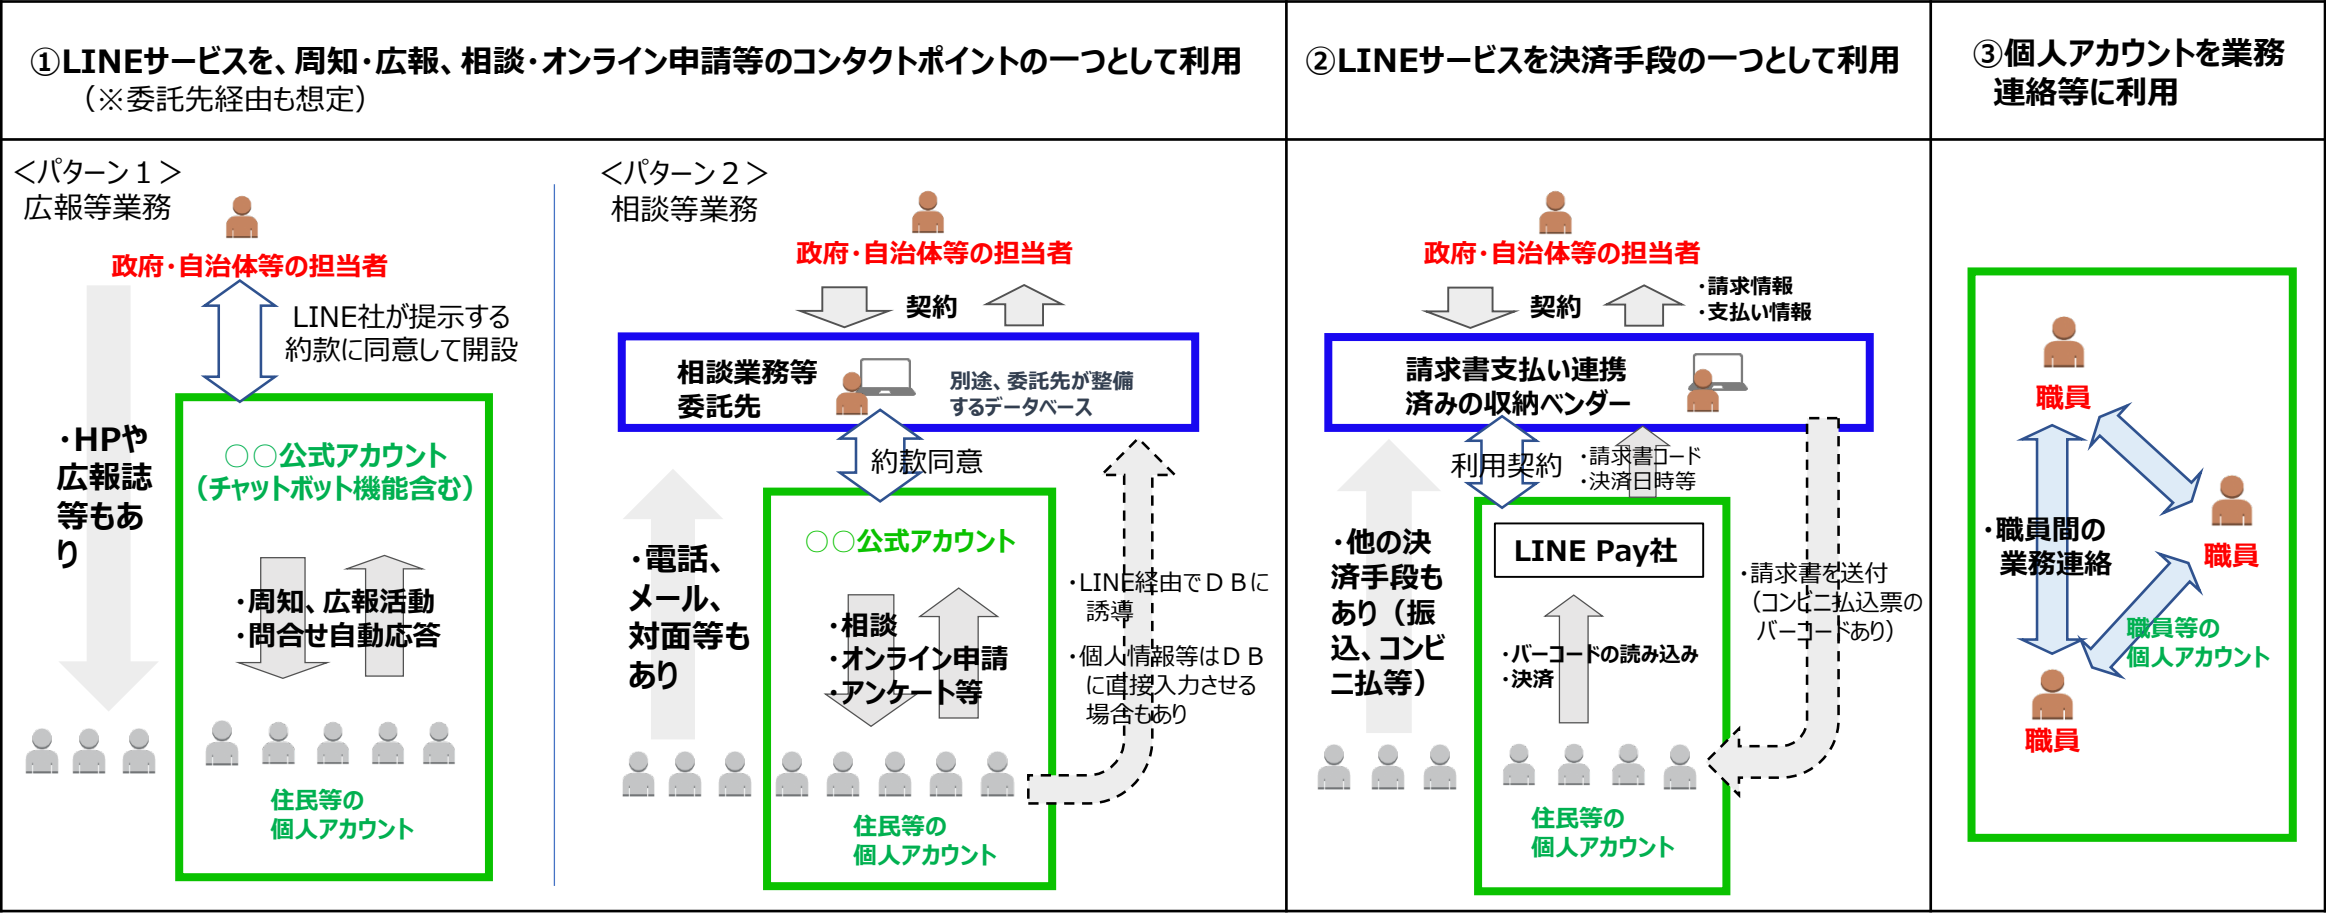 ①LINEサービスを、周知・広報、相談・オンライン申請等のコンタクトポイントの一つとして利用
（※委託先経由も想定）
②LINEサービスを決済手段の一つとして利用
③個人アカウントを業務
連絡等に利用
＜パターン１＞
広報等業務
政府・自治体等の担当者
LINE社が提示する
約款に同意して開設
・HPや
広報誌
等もあ
り
○○公式アカウント
（チャットボット機能含む）
・周知、広報活動
・問合せ自動応答
住民等の
個人アカウント
＜パターン２＞
相談等業務
政府・自治体等の担当者
契約
相談業務等
委託先
別途、委託先が整備
するデータベース
約款同意
・電話、
メール、
対面等も
あり
○○公式アカウント
・相談
・オンライン申請
・アンケート等
・LINE経由でＤＢに
誘導
・個人情報等はＤＢ
に直接入力させる
場合もあり
住民等の
個人アカウント
政府・自治体等の担当者
契約
・請求情報
・支払い情報
請求書支払い連携
済みの収納ベンダー
利用契約
・請求書コード
・決済日時等
・他の決
済手段も
あり（振
込、コンビ
ニ払等）
LINE Pay社
・バーコードの読み込み
・決済
・請求書を送付
（コンビニ払込票の
バーコードあり）
住民等の
個人アカウント
職員
職員
・職員間の
業務連絡
職員等の
個人アカウント
職員